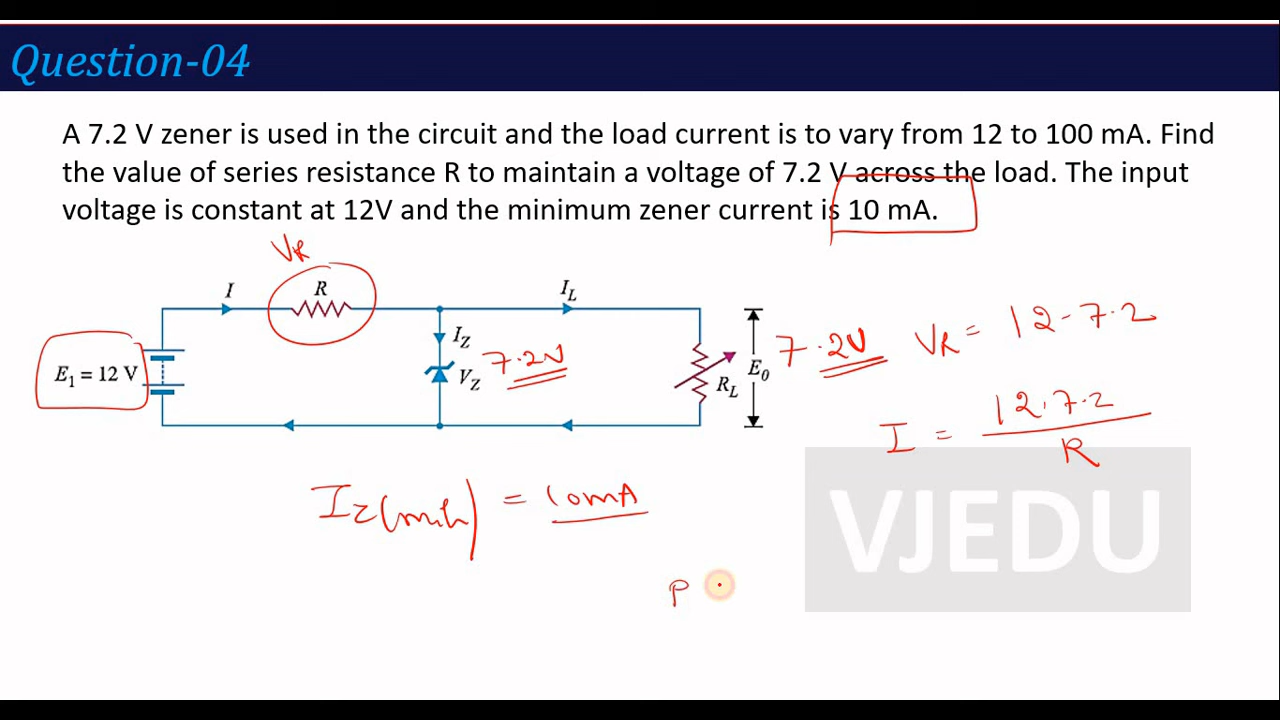 Question-04
A 7.2 V zener is used in the circuit and the load current is to vary from 12 to 100 mA. Find
the value of series resistance R to maintain a voltage of 7.2 V across the load. The input
voltage is constant at 12V and the minimum zener current is 10 mA.
VR
I
R
IL
IZ
7.2V
VZ
E1 = 12 V
RL
E0
7.2V
VR = 12-7.2
I = 12.7.2
R
Iz(min) = 10mA
P
VJEDU